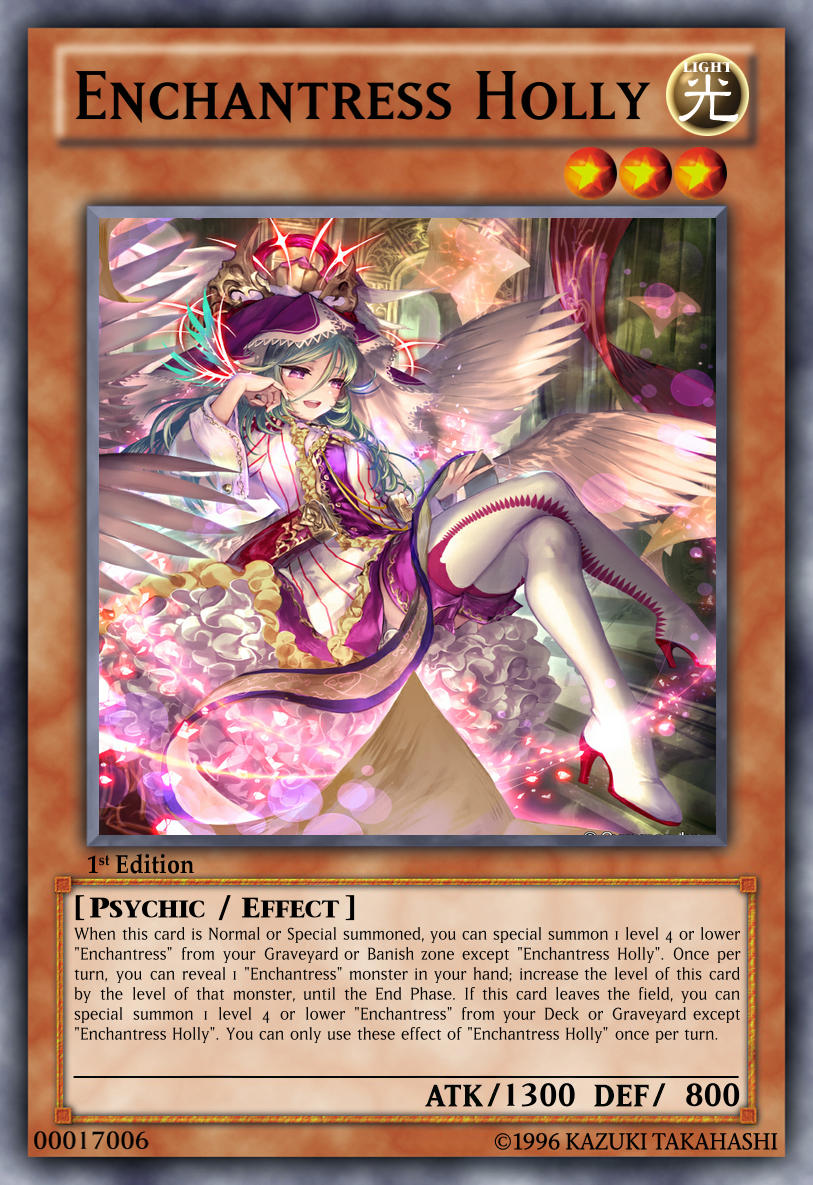 Enchantress Holly
LIGHT
光
1st Edition
[ Psychic / Effect ]
When this card is Normal or Special summoned, you can special summon 1 level 4 or lower
"Enchantress" from your Graveyard or Banish zone except "Enchantress Holly". Once per
turn, you can reveal 1 "Enchantress" monster in your hand; increase the level of this card
by the level of that monster, until the End Phase. If this card leaves the field, you can
special summon 1 level 4 or lower "Enchantress" from your Deck or Graveyard except
"Enchantress Holly". You can only use these effect of "Enchantress Holly" once per turn.
ATK/1300 DEF/ 800
00017006
©1996 KAZUKI TAKAHASHI